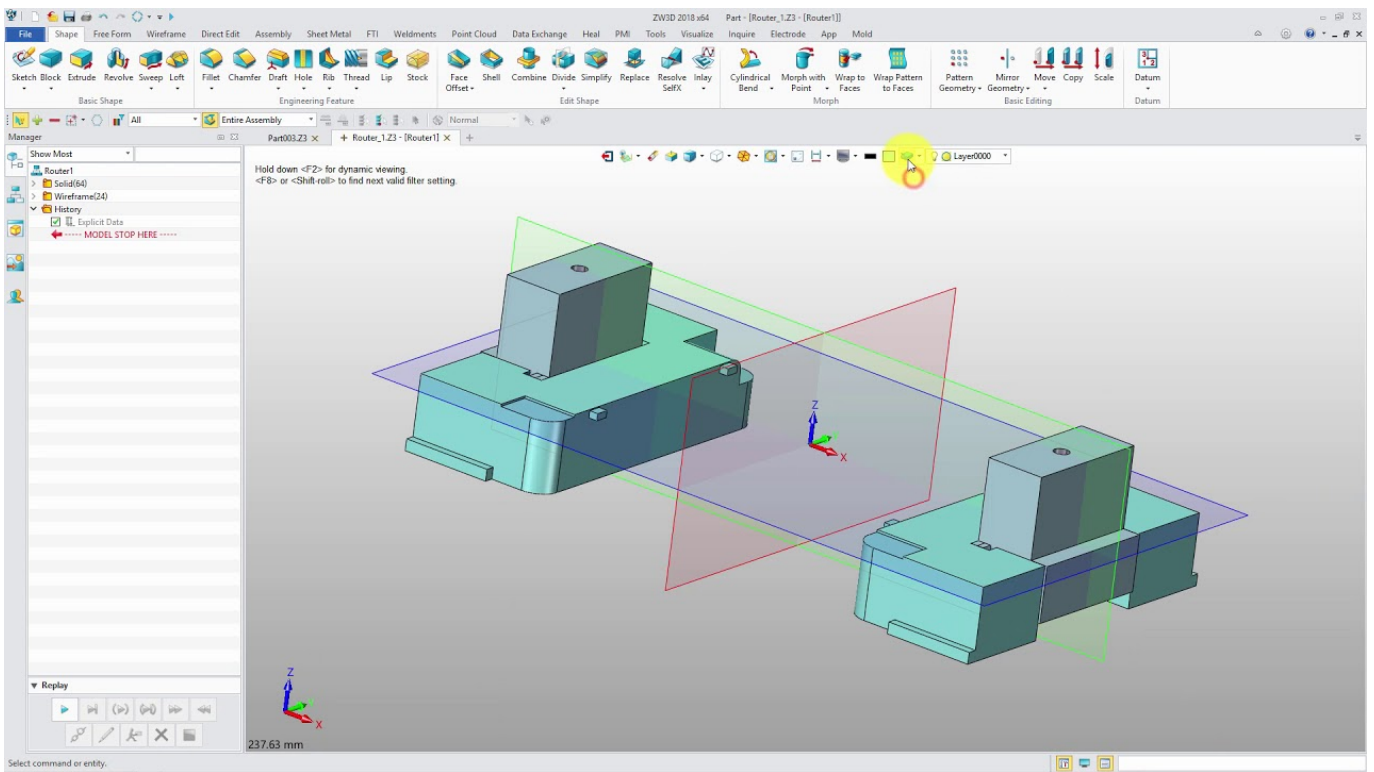 ZW3D 2018 x64 Part - [Router_1.Z3 - [Router1]]
File Shape Free Form Wireframe Direct Edit Assembly Sheet Metal FTI Weldments Point Cloud Data Exchange Heal PMI Tools Visualize Inquire Electrode App Mold
Sketch Block Extrude Revolve Sweep Loft Fillet Chamfer Draft Hole Rib Thread Lip Stock Face Offset Shell Combine Divide Simplify Replace Resolve SelfX Inlay Cylindrical Bend Morph with Point Wrap to Faces Wrap Pattern to Faces Pattern Geometry Mirror Geometry Move Copy Scale Datum
Basic Shape Engineering Feature Edit Shape Morph Basic Editing Datum
All Entire Assembly Normal
Manager Part003.Z3 Router_1.Z3 - [Router1]
Show Most
Layer0000
Router1
Solid(64)
Wireframe(24)
History
Explicit Data
----- MODEL STOP HERE -----
Hold down <F2> for dynamic viewing.
<F8> or <Shift-roll> to find next valid filter setting.
Z
X
Replay
Z
X
237.63 mm
Select command or entity.